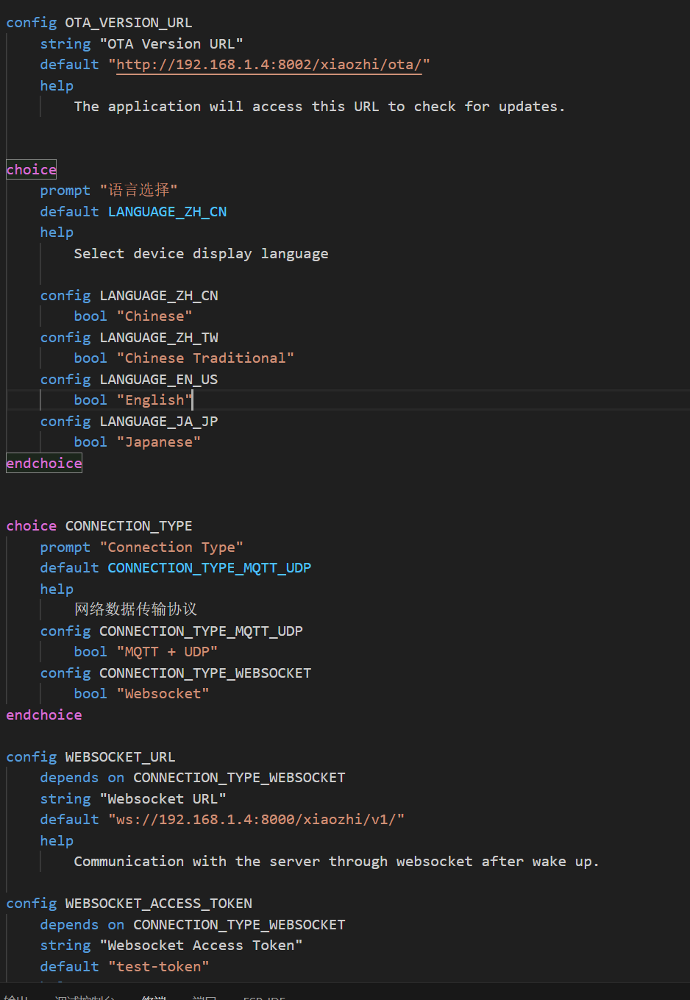 config OTA_VERSION_URL
string "OTA Version URL"
default "http://192.168.1.4:8002/xiaozhi/ota/"
help
The application will access this URL to check for updates.
choice
prompt "语言选择"
default LANGUAGE_ZH_CN
help
Select device display language
config LANGUAGE_ZH_CN
bool "Chinese"
config LANGUAGE_ZH_TW
bool "Chinese Traditional"
config LANGUAGE_EN_US
bool "English"
config LANGUAGE_JA_JP
bool "Japanese"
endchoice
choice CONNECTION_TYPE
prompt "Connection Type"
default CONNECTION_TYPE_MQTT_UDP
help
网络数据传输协议
config CONNECTION_TYPE_MQTT_UDP
bool "MQTT + UDP"
config CONNECTION_TYPE_WEBSOCKET
bool "Websocket"
endchoice
config WEBSOCKET_URL
depends on CONNECTION_TYPE_WEBSOCKET
string "Websocket URL"
default "ws://192.168.1.4:8000/xiaozhi/v1/"
help
Communication with the server through websocket after wake up.
config WEBSOCKET_ACCESS_TOKEN
depends on CONNECTION_TYPE_WEBSOCKET
string "Websocket Access Token"
default "test-token"